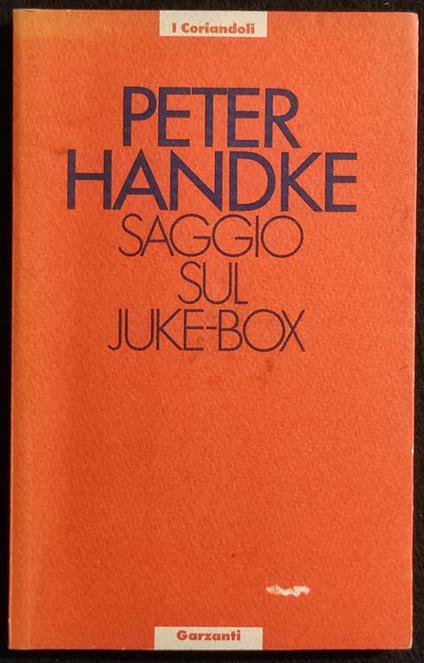 I Coriandoli
PETER
HANDKE
SAGGIO
SUL
JUKE-BOX
Garzanti